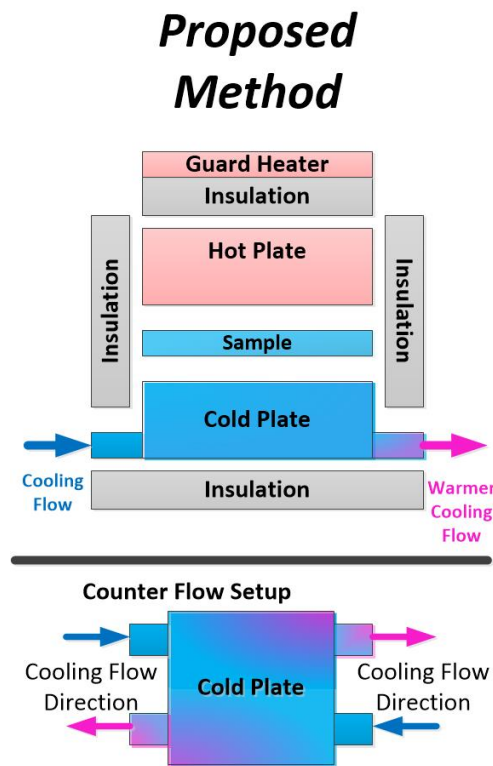 Proposed
Method
Guard Heater
Insulation
Hot Plate
Insulation
Insulation
Sample
Cold Plate
Cooling
Flow
Insulation
Warmer
Cooling
Flow
Counter Flow Setup
Cooling Flow
Direction
Cold Plate
Cooling Flow
Direction